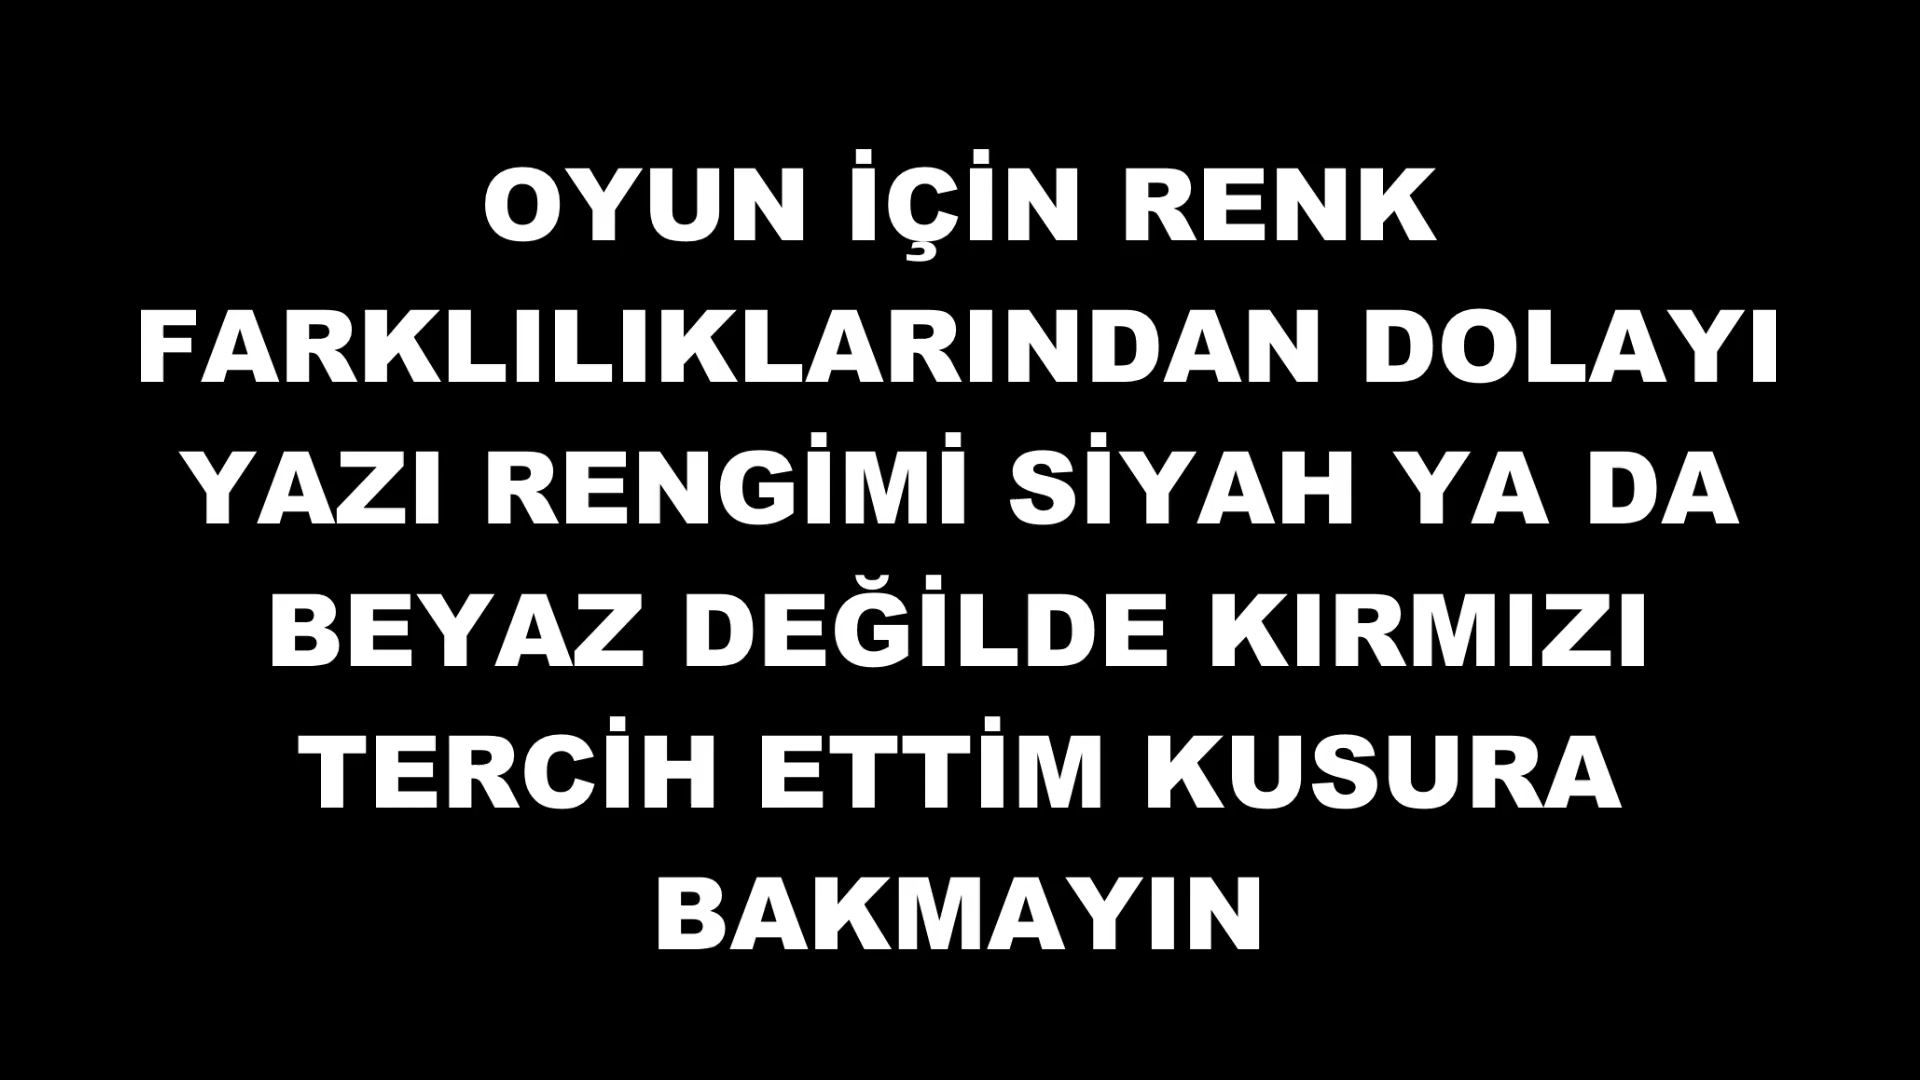 OYUN İÇİN RENK
FARKLILIKLARINDAN DOLAYI
YAZI RENGİMİ SİYAH YA DA
BEYAZ DEĞİLDE KIRMIZI
TERCİH ETTİM KUSURA
BAKMAYIN